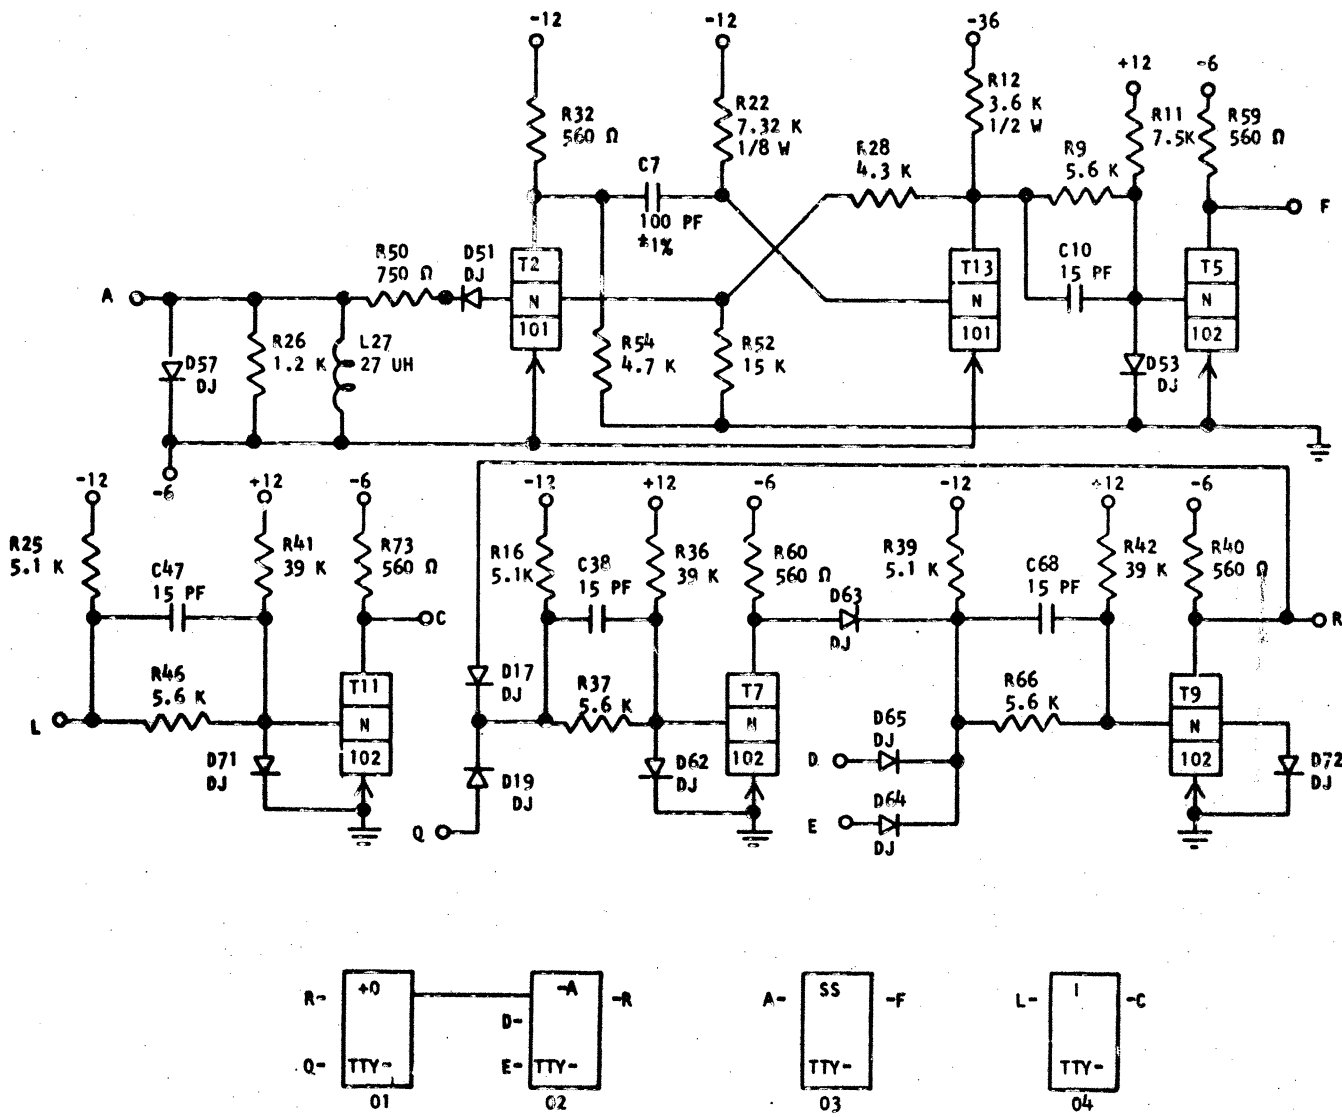 -12
-12
-36
+12
-6
R32
560 Ω
R22
7.32 K
1/8 W
R12
3.6 K
1/2 W
R11
7.5K
R59
560 Ω
C7
100 PF
±1%
R28
4.3 K
R9
5.6 K
F
R50
750 Ω
D51
DJ
T2
N
101
T13
N
101
C10
15 PF
T5
N
102
A
D57
DJ
R26
1.2 K
L27
27 UH
R54
4.7 K
R52
15 K
D53
DJ
-6
-12
+12
-6
-12
+12
-6
-12
+12
-6
R25
5.1 K
C47
15 PF
R41
39 K
R73
560 Ω
R16
5.1K
C38
15 PF
R36
39 K
R60
560 Ω
R39
5.1 K
C68
15 PF
R42
39 K
R40
560 Ω
C
D63
DJ
R
R46
5.6 K
T11
N
102
D17
DJ
R37
5.6 K
T7
N
102
R66
5.6 K
T9
N
102
L
D71
DJ
D19
DJ
D62
DJ
D65
DJ
D
D64
DJ
E
D72
DJ
Q
R-
+O
-A
-R
A-
SS
-F
L-
I
-C
D-
Q-
TTY-
E-
TTY-
TTY-
TTY-
01
02
03
04